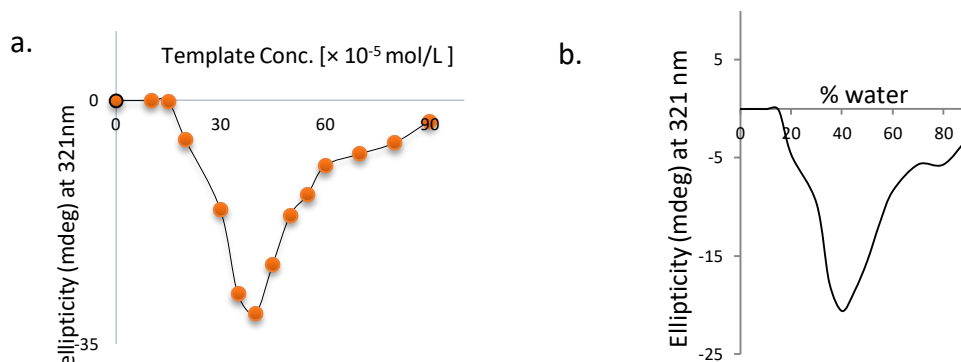 a.
Template Conc. [× 10⁻⁵ mol/L ]
0
0 30 60 90
-35
ellipticity (mdeg) at 321nm
b.
5
% water
0 20 40 60 80
-5
-15
-25
Ellipticity (mdeg) at 321 nm